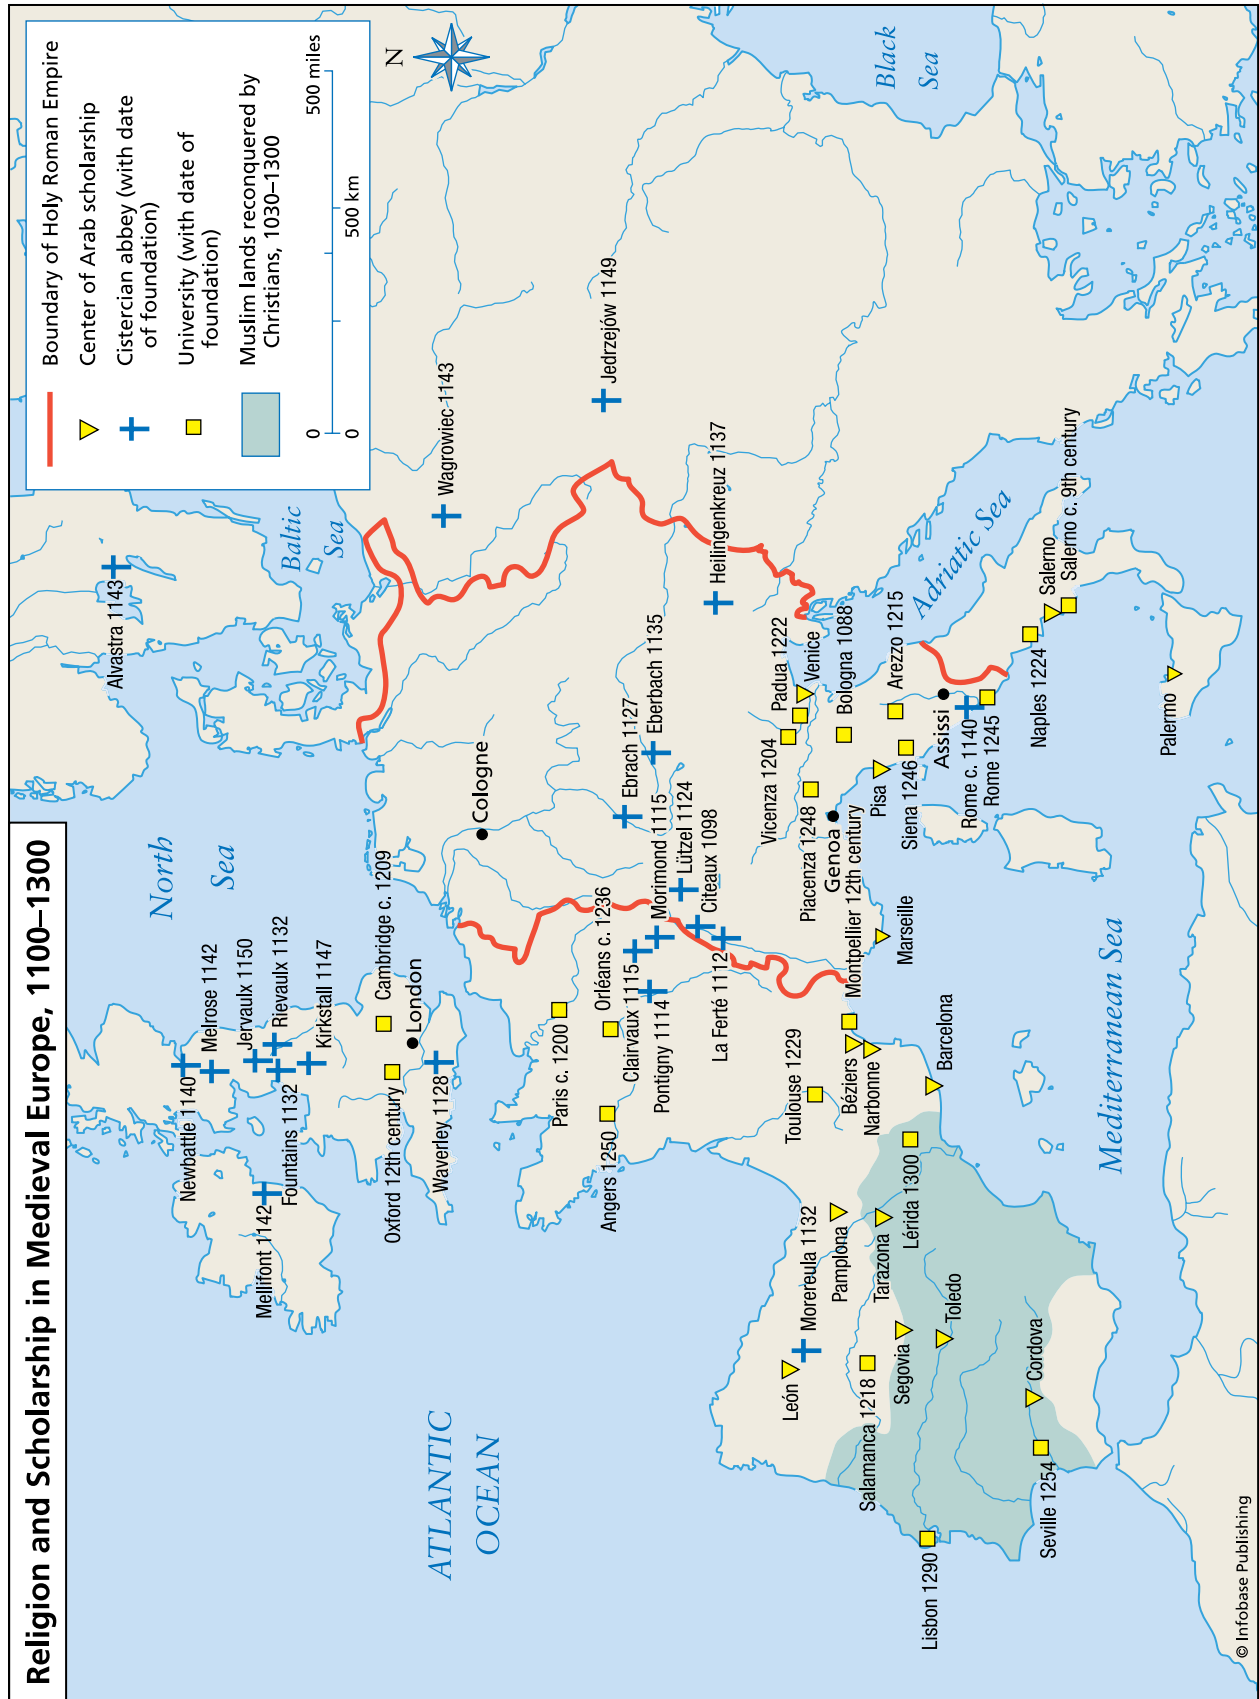 Religion and Scholarship in Medieval Europe, 1100–1300
Boundary of Holy Roman Empire
Center of Arab scholarship
Cistercian abbey (with date
of foundation)
University (with date of
foundation)
Muslim lands reconquered by
Christians, 1030–1300
0
500 miles
0
500 km
N
North
Sea
Baltic
Sea
Black
Sea
ATLANTIC
OCEAN
Adriatic Sea
Mediterranean Sea
Alvastra 1143
Newbattle 1140
Melrose 1142
Jervaulx 1150
Rievaulx 1132
Kirkstall 1147
Fountains 1132
Mellifont 1142
Cambridge c. 1209
London
Oxford 12th century
Waverley 1128
Cologne
Wagrowiec 1143
Jedrzejów 1149
Heilingenkreuz 1137
Paris c. 1200
Orléans c. 1236
Angers 1250
Clairvaux 1115
Pontigny 1114
La Ferté 1112
Morimond 1115
Lützel 1124
Citeaux 1098
Ebrach 1127
Eberbach 1135
Vicenza 1204
Padua 1222
Venice
Bologna 1088
Piacenza 1248
Genoa
Pisa
Siena 1246
Arezzo 1215
Assissi
Rome c. 1140
Rome 1245
Naples 1224
Salerno
Salerno c. 9th century
Palermo
Montpellier 12th century
Marseille
Toulouse 1229
Béziers
Narbonne
Barcelona
Lérida 1300
Pamplona
Tarazona
Morereula 1132
León
Salamanca 1218
Segovia
Toledo
Cordova
Seville 1254
Lisbon 1290
© Infobase Publishing